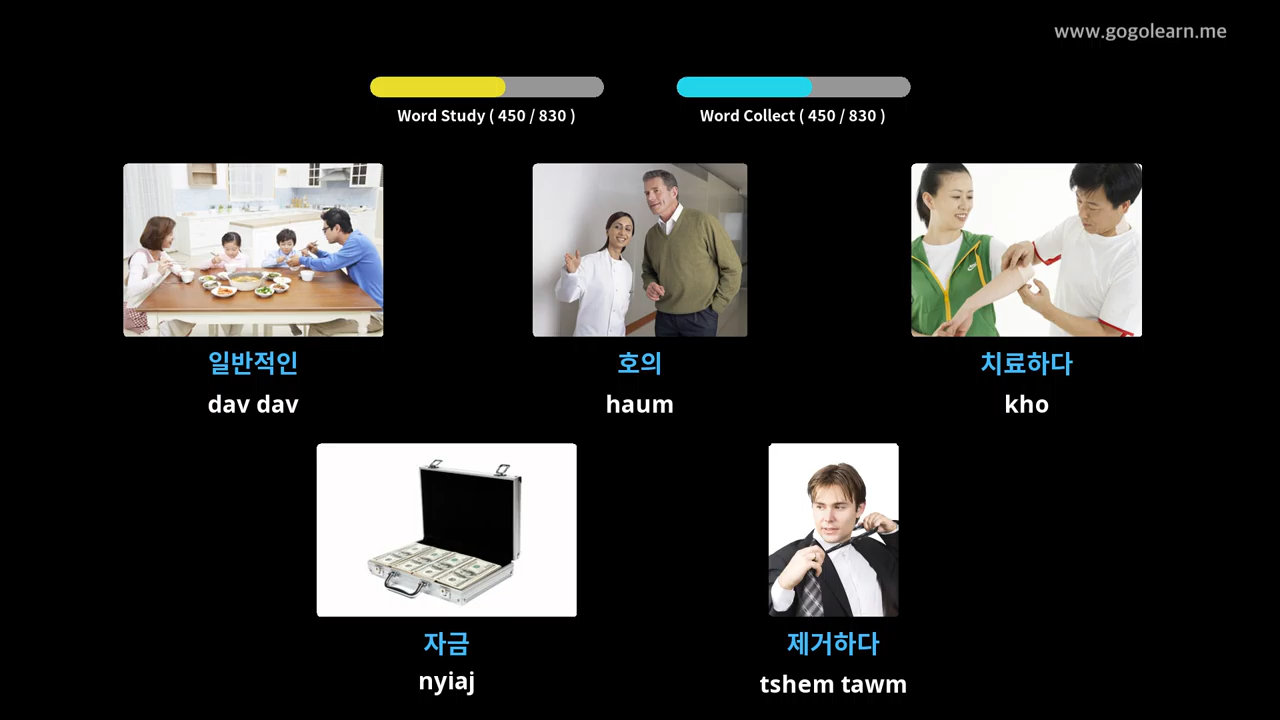 www.gogolearn.me
Word Study ( 450 / 830 )
Word Collect ( 450 / 830 )
일반적인
dav dav
호의
haum
치료하다
kho
자금
nyiaj
제거하다
tshem tawm